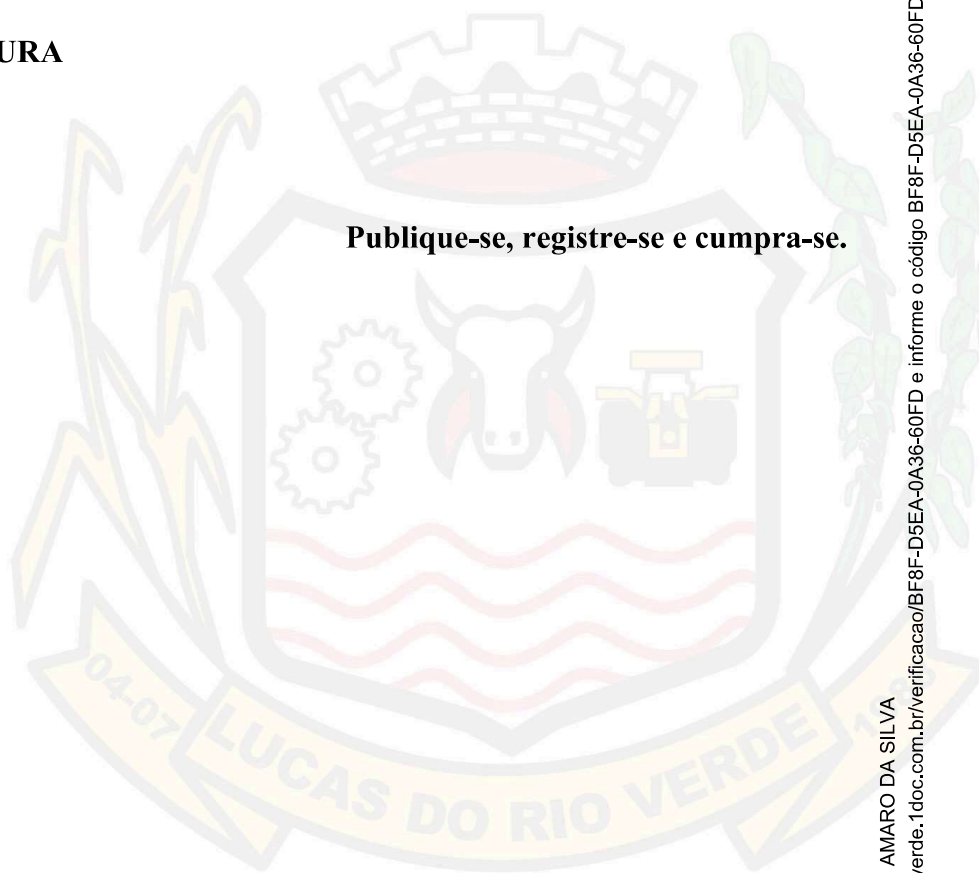 URA
Publique-se, registre-se e cumpra-se.
04-07
LUCAS DO RIO VERDE
AMARO DA SILVA
verde.1doc.com.br/verificacao/BF8F-D5EA-0A36-60FD e informe o código BF8F-D5EA-0A36-60FD